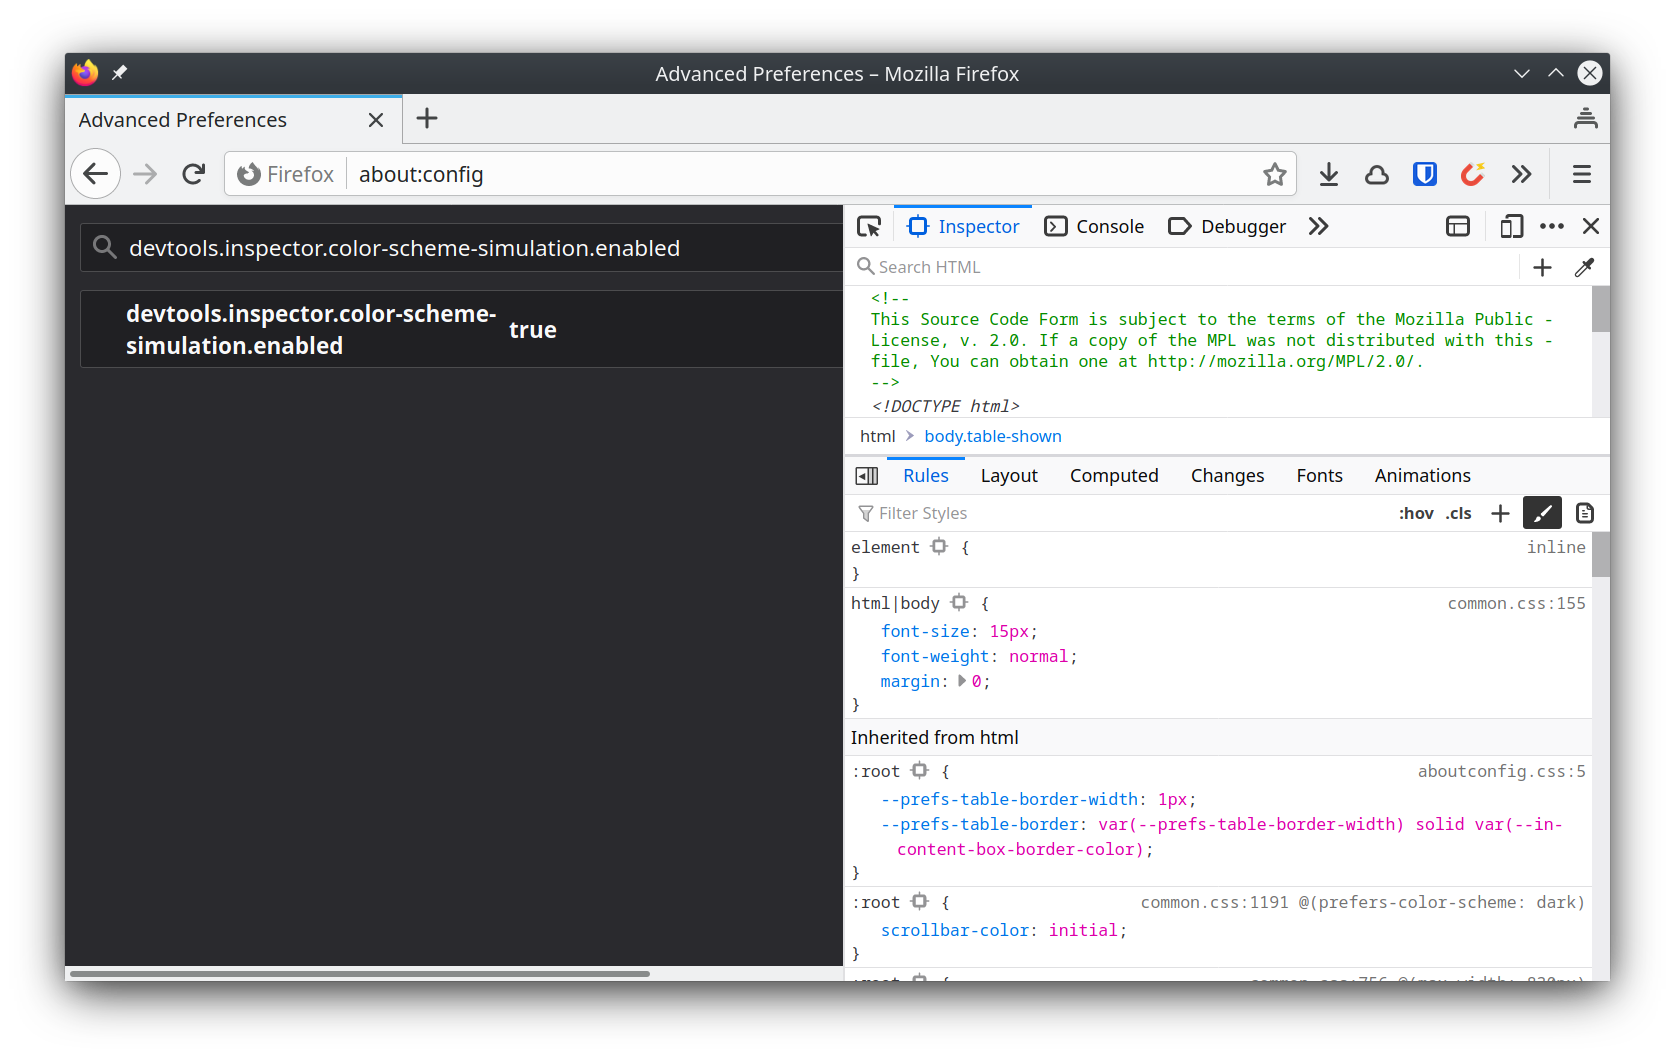 Advanced Preferences – Mozilla Firefox
Advanced Preferences
Firefox about:config
devtools.inspector.color-scheme-simulation.enabled
devtools.inspector.color-scheme-
simulation.enabled
true
Inspector Console Debugger
Search HTML
<!--
This Source Code Form is subject to the terms of the Mozilla Public -
License, v. 2.0. If a copy of the MPL was not distributed with this -
file, You can obtain one at http://mozilla.org/MPL/2.0/.
-->
<!DOCTYPE html>
html body.table-shown
Rules Layout Computed Changes Fonts Animations
Filter Styles :hov .cls
element { inline
}
html|body { common.css:155
font-size: 15px;
font-weight: normal;
margin: 0;
}
Inherited from html
:root { aboutconfig.css:5
--prefs-table-border-width: 1px;
--prefs-table-border: var(--prefs-table-border-width) solid var(--in-
content-box-border-color);
}
:root { common.css:1191 @(prefers-color-scheme: dark)
scrollbar-color: initial;
}